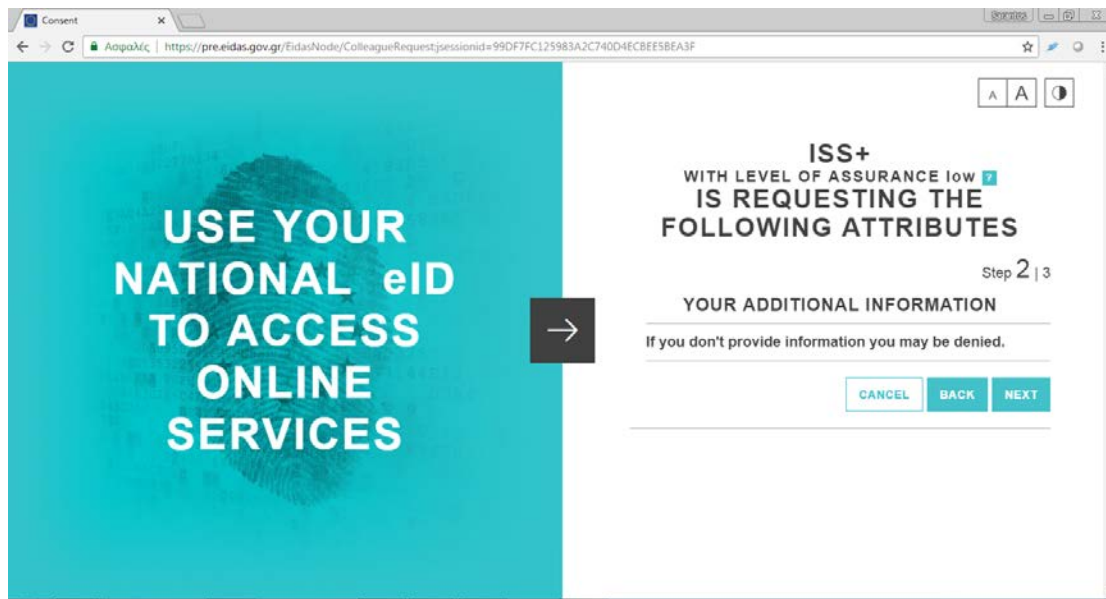 Consent
Ασφαλές | https://pre.eidas.gov.gr/EidasNode/ColleagueRequest;jsessionid=99DF7FC125983A2C740D4ECBEE5BEA3F
A A
USE YOUR
NATIONAL eID
TO ACCESS
ONLINE
SERVICES
ISS+
WITH LEVEL OF ASSURANCE low ?
IS REQUESTING THE
FOLLOWING ATTRIBUTES
Step 2 | 3
YOUR ADDITIONAL INFORMATION
If you don't provide information you may be denied.
CANCEL BACK NEXT